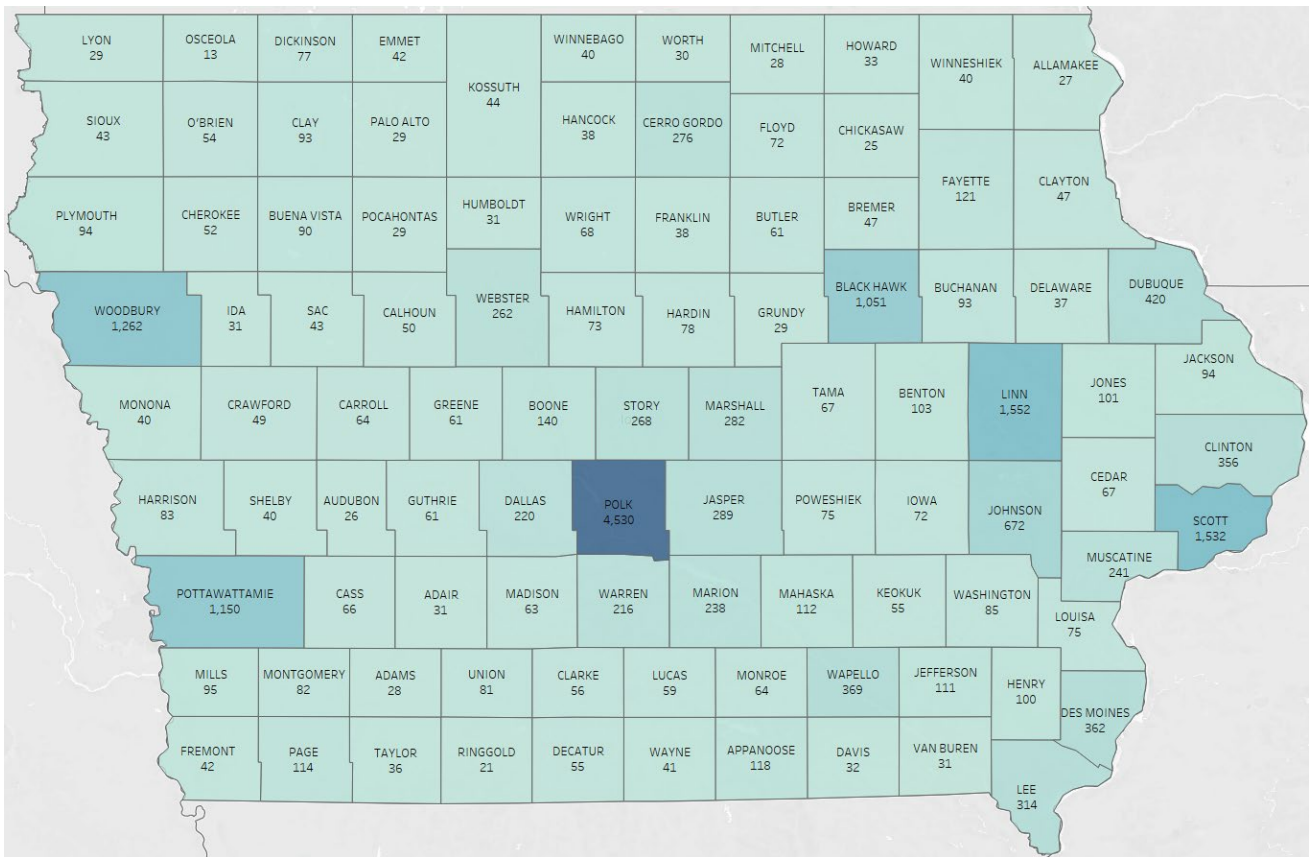 LYON
29
OSCEOLA
13
DICKINSON
77
EMMET
42
KOSSUTH
44
WINNEBAGO
40
WORTH
30
MITCHELL
28
HOWARD
33
WINNESHIEK
40
ALLAMAKEE
27
SIOUX
43
O'BRIEN
54
CLAY
93
PALO ALTO
29
HANCOCK
38
CERRO GORDO
276
FLOYD
72
CHICKASAW
25
FAYETTE
121
CLAYTON
47
PLYMOUTH
94
CHEROKEE
52
BUENA VISTA
90
POCAHONTAS
29
HUMBOLDT
31
WRIGHT
68
FRANKLIN
38
BUTLER
61
BREMER
47
WOODBURY
1,262
IDA
31
SAC
43
CALHOUN
50
WEBSTER
262
HAMILTON
73
HARDIN
78
GRUNDY
29
BLACK HAWK
1,051
BUCHANAN
93
DELAWARE
37
DUBUQUE
420
MONONA
40
CRAWFORD
49
CARROLL
64
GREENE
61
BOONE
140
STORY
268
MARSHALL
282
TAMA
67
BENTON
103
LINN
1,552
JONES
101
JACKSON
94
CLINTON
356
HARRISON
83
SHELBY
40
AUDUBON
26
GUTHRIE
61
DALLAS
220
POLK
4,530
JASPER
289
POWESHIEK
75
IOWA
72
JOHNSON
672
CEDAR
67
SCOTT
1,532
MUSCATINE
241
POTTAWATTAMIE
1,150
CASS
66
ADAIR
31
MADISON
63
WARREN
216
MARION
238
MAHASKA
112
KEOKUK
55
WASHINGTON
85
LOUISA
75
MILLS
95
MONTGOMERY
82
ADAMS
28
UNION
81
CLARKE
56
LUCAS
59
MONROE
64
WAPELLO
369
JEFFERSON
111
HENRY
100
DES MOINES
362
FREMONT
42
PAGE
114
TAYLOR
36
RINGGOLD
21
DECATUR
55
WAYNE
41
APPANOOSE
118
DAVIS
32
VAN BUREN
31
LEE
314